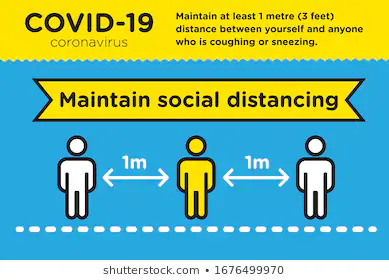 COVID-19
coronavirus
Maintain at least 1 metre (3 feet)
distance between yourself and anyone
who is coughing or sneezing.
Maintain social distancing
1m
1m
shutterstock.com • 1676499970